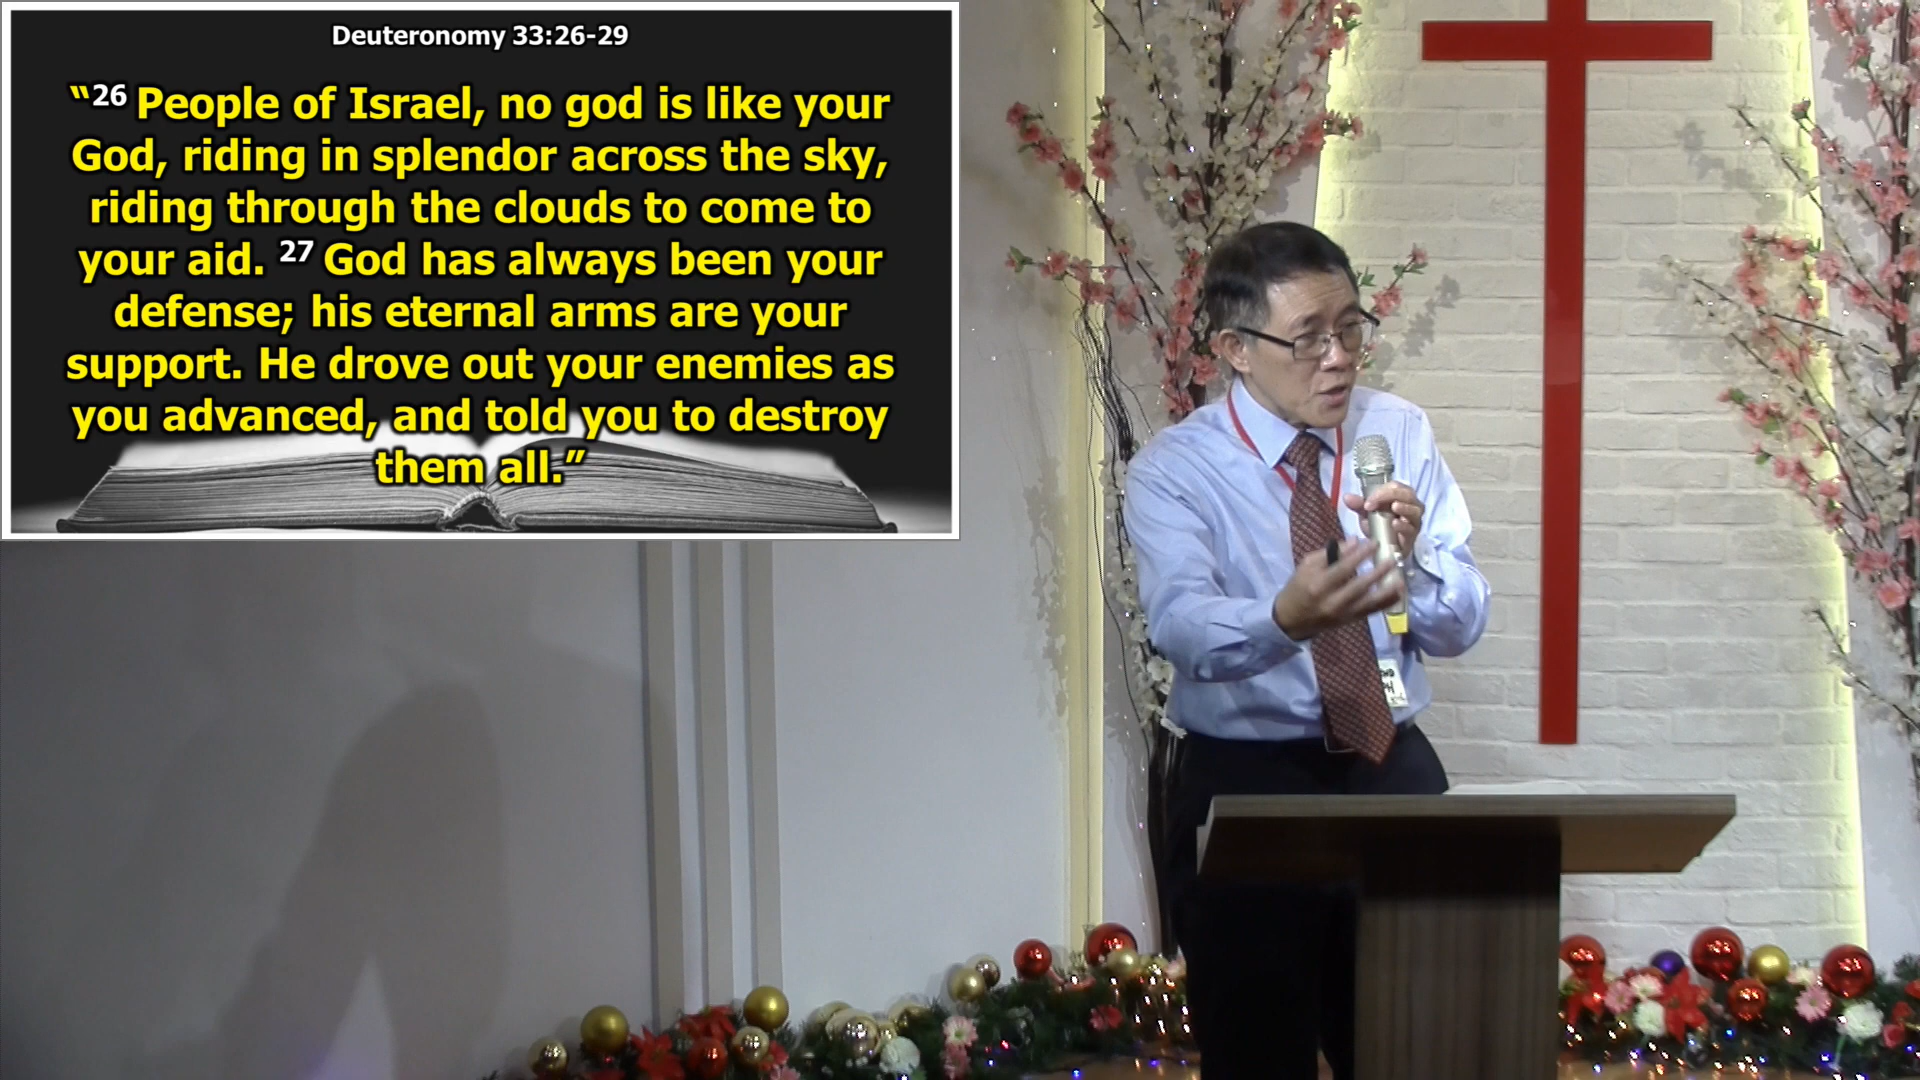 Deuteronomy 33:26-29
“26 People of Israel, no god is like your
God, riding in splendor across the sky,
riding through the clouds to come to
your aid. 27 God has always been your
defense; his eternal arms are your
support. He drove out your enemies as
you advanced, and told you to destroy
them all.”